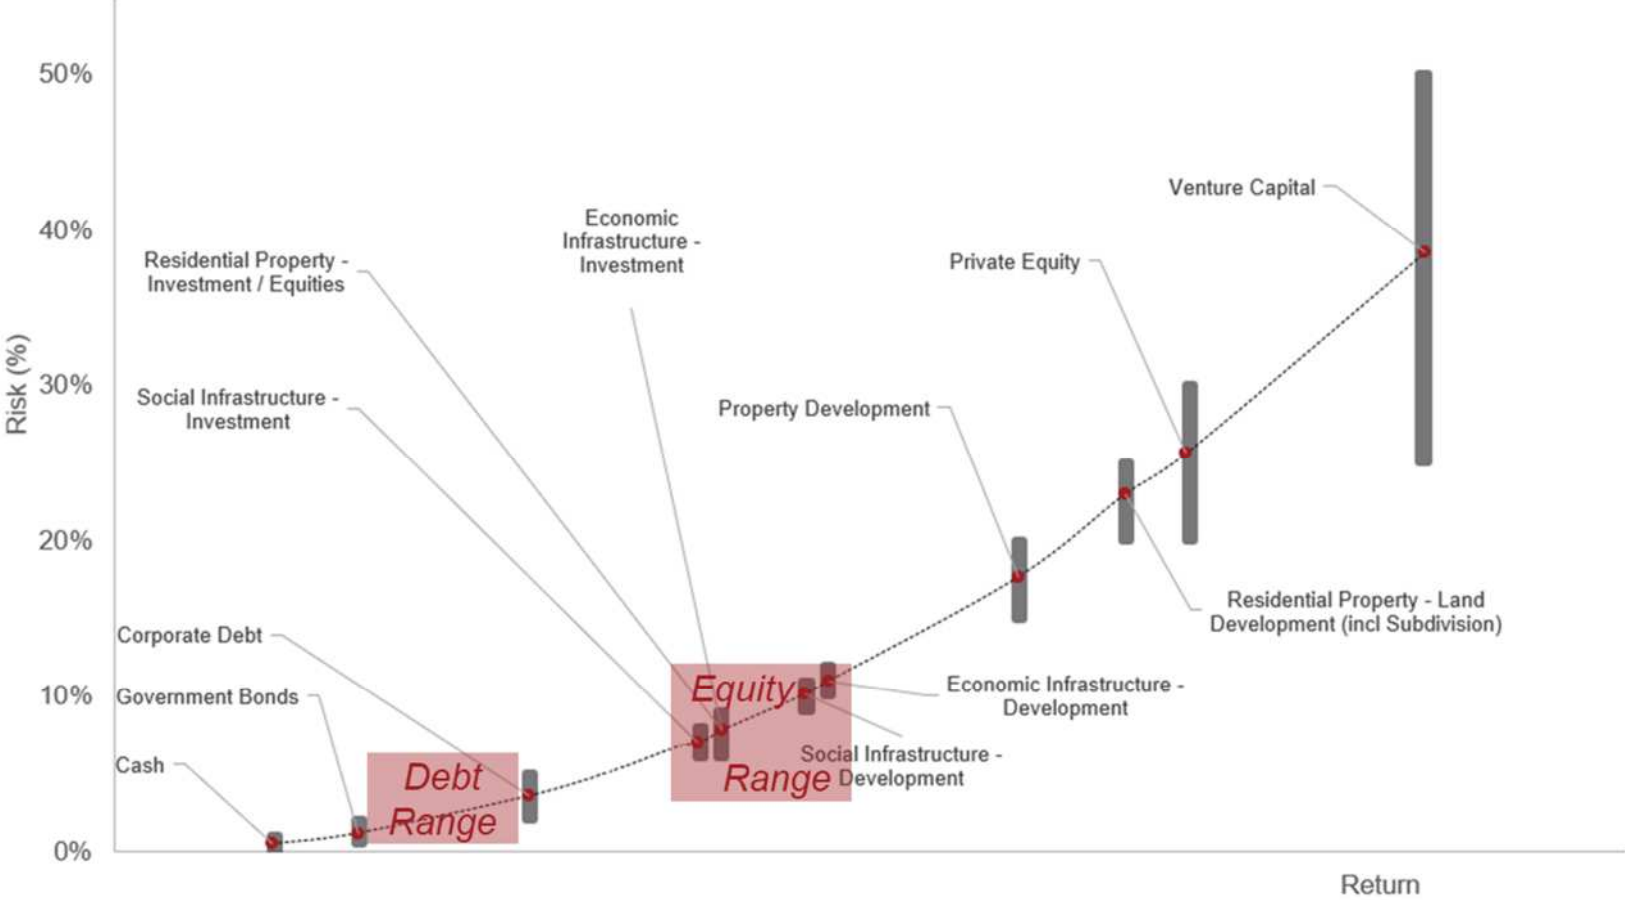 50%
40%
30%
20%
10%
0%
Risk (%)
Return
Venture Capital
Economic
Infrastructure -
Investment
Residential Property -
Investment / Equities
Private Equity
Social Infrastructure -
Investment
Property Development
Residential Property - Land
Development (incl Subdivision)
Corporate Debt
Government Bonds
Cash
Economic Infrastructure -
Development
Social Infrastructure -
Development
Equity
Range
Debt
Range